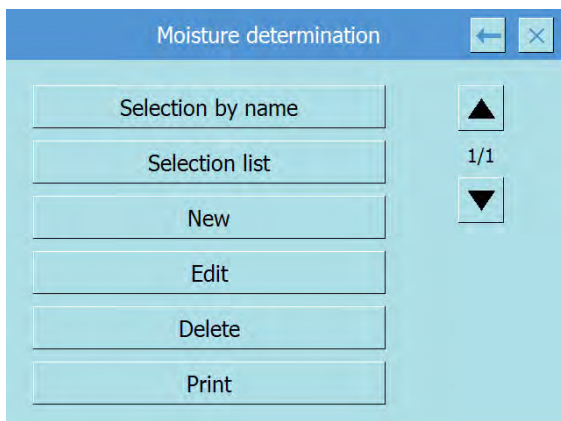 Moisture determination
Selection by name
Selection list
1/1
New
Edit
Delete
Print